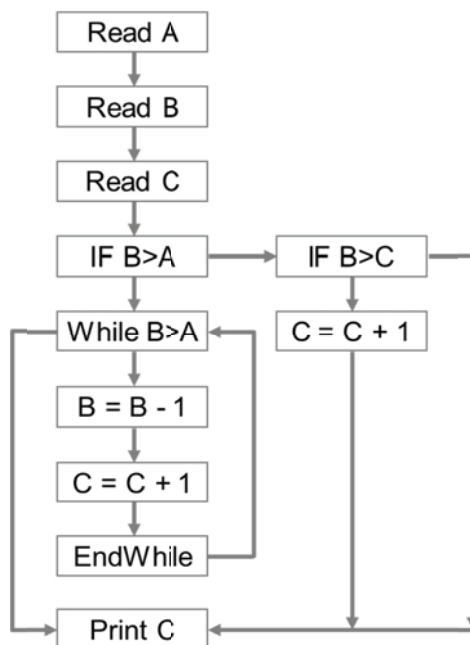 Read A
Read B
Read C
IF B>A
IF B>C
While B>A
C = C + 1
B = B - 1
C = C + 1
EndWhile
Print C